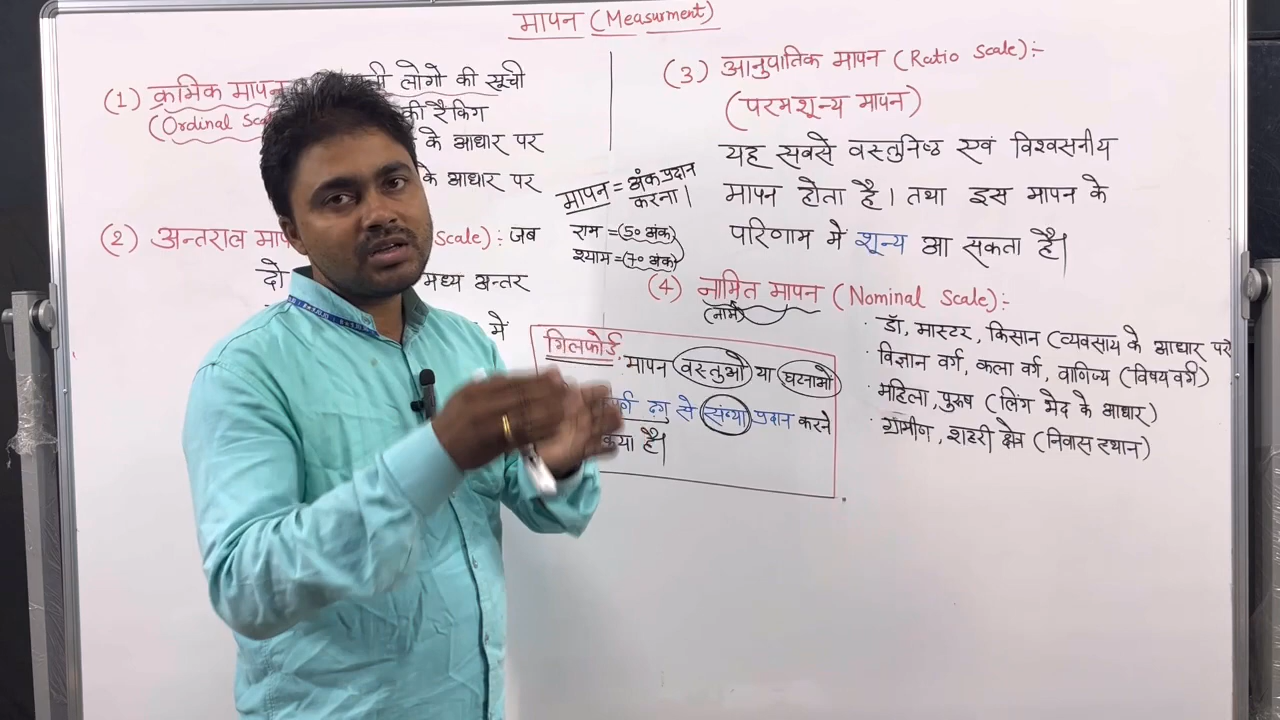 मापन (Measurment)
(1) क्रमिक मापन लोगो की सूची
(Ordinal की रैकिंग
के आधार पर
के आधार पर
(2) अन्तराल Scale): जब
दो मध्य अन्तर
में
मापन = अंक प्रदान
करना।
राम = (50 अंक)
श्याम = (70 अंक)
गिलफोर्ड मापन वस्तुओ या घटनाओ
ढंग से संख्या प्रदान करने
है।
(3) आनुपातिक मापन (Ratio Scale):-
(परमशून्य मापन)
यह सबसे वस्तुनिष्ठ एवं विश्वसनीय
मापन होता है। तथा इस मापन के
परिणाम में शून्य आ सकता है।
(4) नामित मापन (Nominal Scale):-
(नाम)
· डॉ, मास्टर, किसान (व्यवसाय के आधार पर
· विज्ञान वर्ग, कला वर्ग, वाणिज्य (विषय वर्ग)
· महिला, पुरूष (लिंग भेद के आधार)
· ग्रामीण, शहरी क्षेत्र (निवास स्थान)